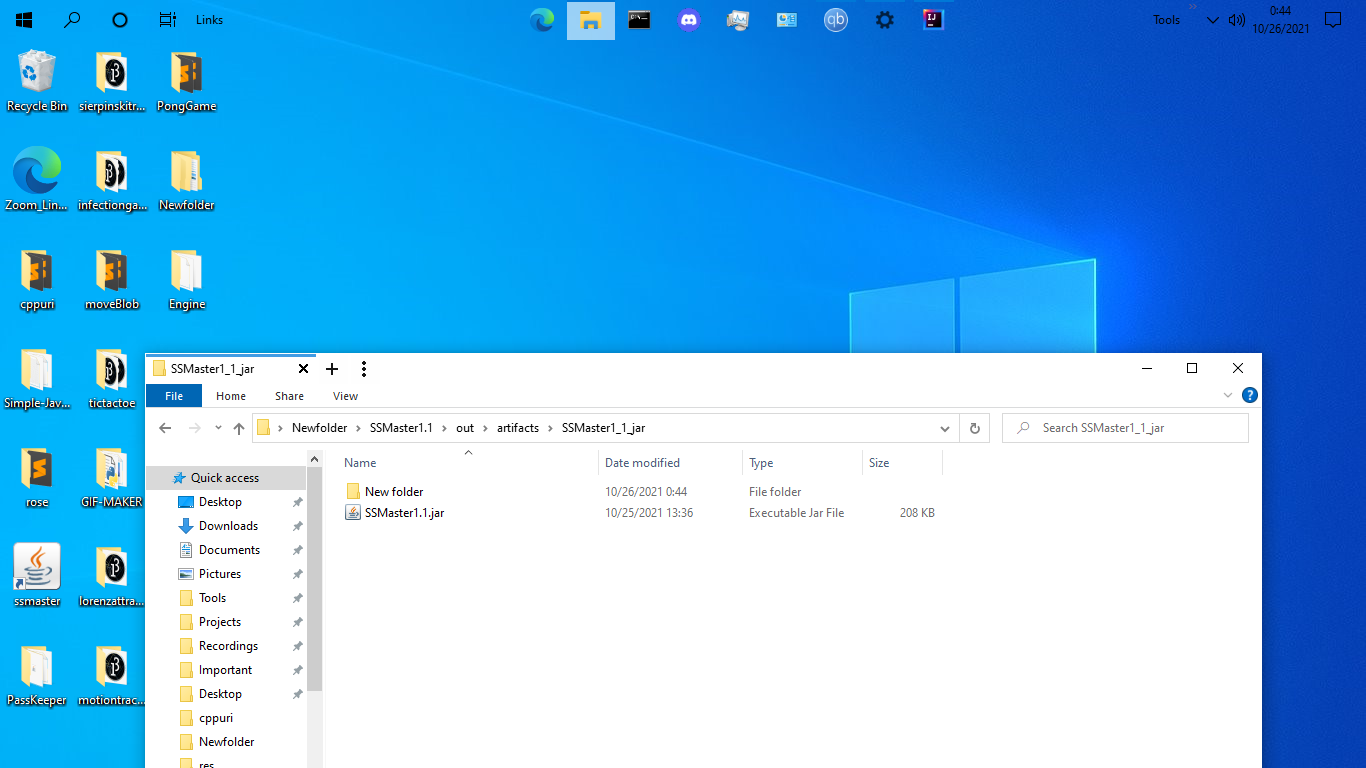 Links
Tools
0:44
10/26/2021
Recycle Bin
sierpinskitr...
PongGame
Zoom_Lin...
infectionga...
Newfolder
cppuri
moveBlob
Engine
Simple-Jav...
tictactoe
rose
GIF-MAKER
ssmaster
lorenzattra...
PassKeeper
motiontrac...
SSMaster1_1_jar
File
Home
Share
View
Newfolder > SSMaster1.1 > out > artifacts > SSMaster1_1_jar
Search SSMaster1_1_jar
Name
Date modified
Type
Size
New folder
10/26/2021 0:44
File folder
SSMaster1.1.jar
10/25/2021 13:36
Executable Jar File
208 KB
Quick access
Desktop
Downloads
Documents
Pictures
Tools
Projects
Recordings
Important
Desktop
cppuri
Newfolder
res